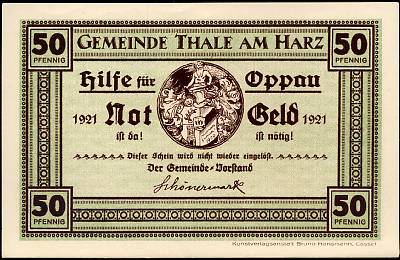 50 PFENNIG GEMEINDE THALE AM HARZ 50 PFENNIG
Hilfe für Oppau
1921 Not Geld 1921
ist da! ist nötig!
Dieser Schein wird nicht wieder eingelöst.
Der Gemeinde-Vorstand
Schönermark
50 PFENNIG 50 PFENNIG
Kunstverlagsanstalt Bruno Hansmann, Cassel